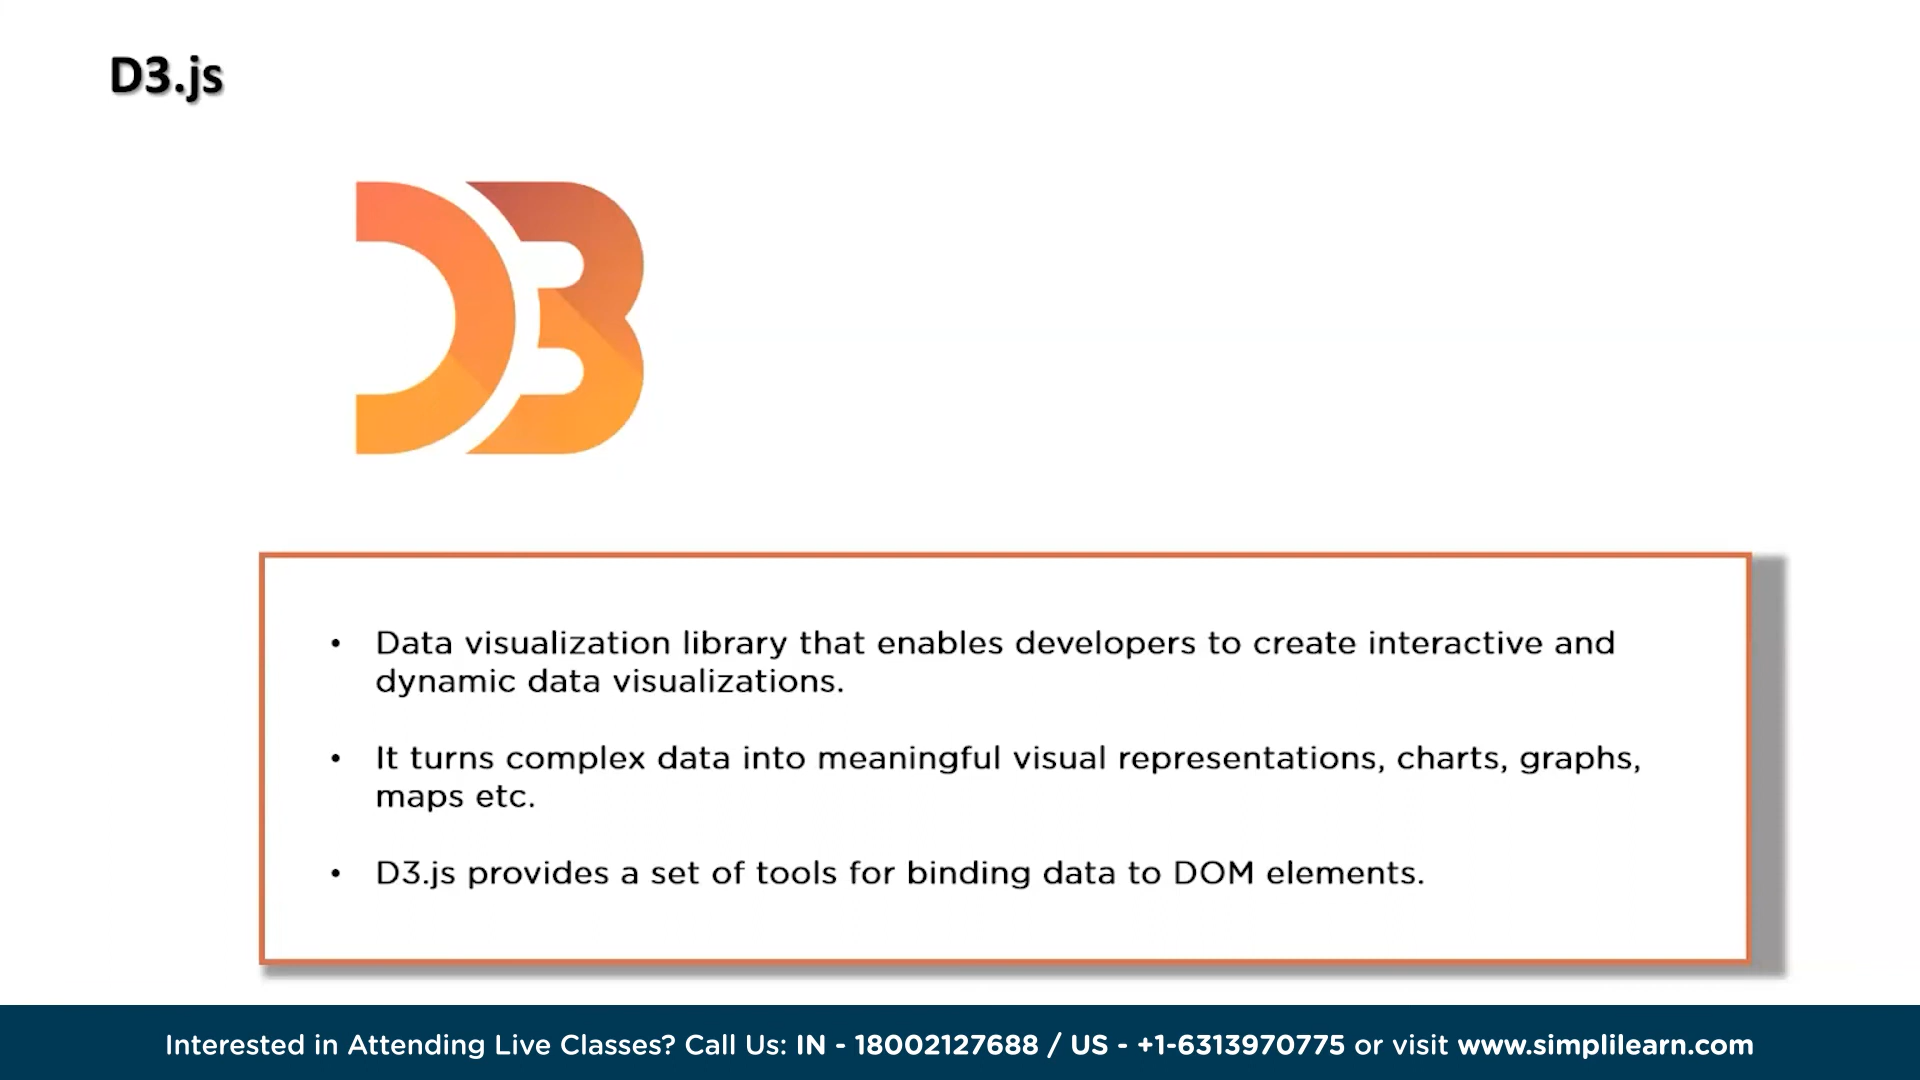 D3.js
D3
• Data visualization library that enables developers to create interactive and
dynamic data visualizations.
• It turns complex data into meaningful visual representations, charts, graphs,
maps etc.
• D3.js provides a set of tools for binding data to DOM elements.
Interested in Attending Live Classes? Call Us: IN - 18002127688 / US - +1-6313970775 or visit www.simplilearn.com